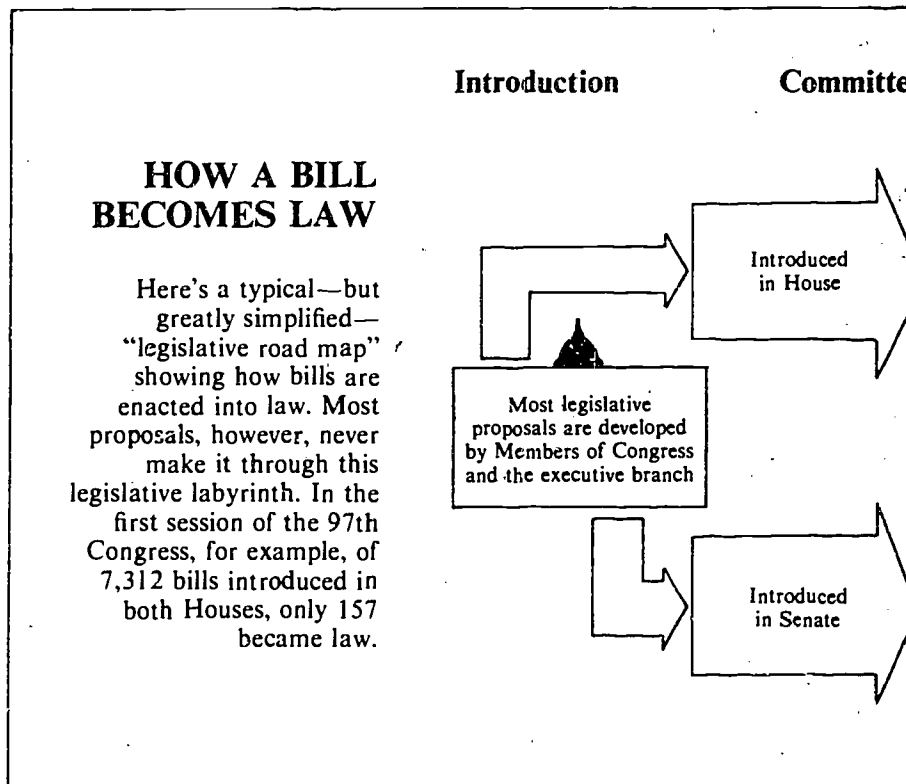 Introduction
Committe
HOW A BILL
BECOMES LAW
Here's a typical—but
greatly simplified—
“legislative road map”
showing how bills are
enacted into law. Most
proposals, however, never
make it through this
legislative labyrinth. In the
first session of the 97th
Congress, for example, of
7,312 bills introduced in
both Houses, only 157
became law.
Introduced
in House
Most legislative
proposals are developed
by Members of Congress
and the executive branch
Introduced
in Senate